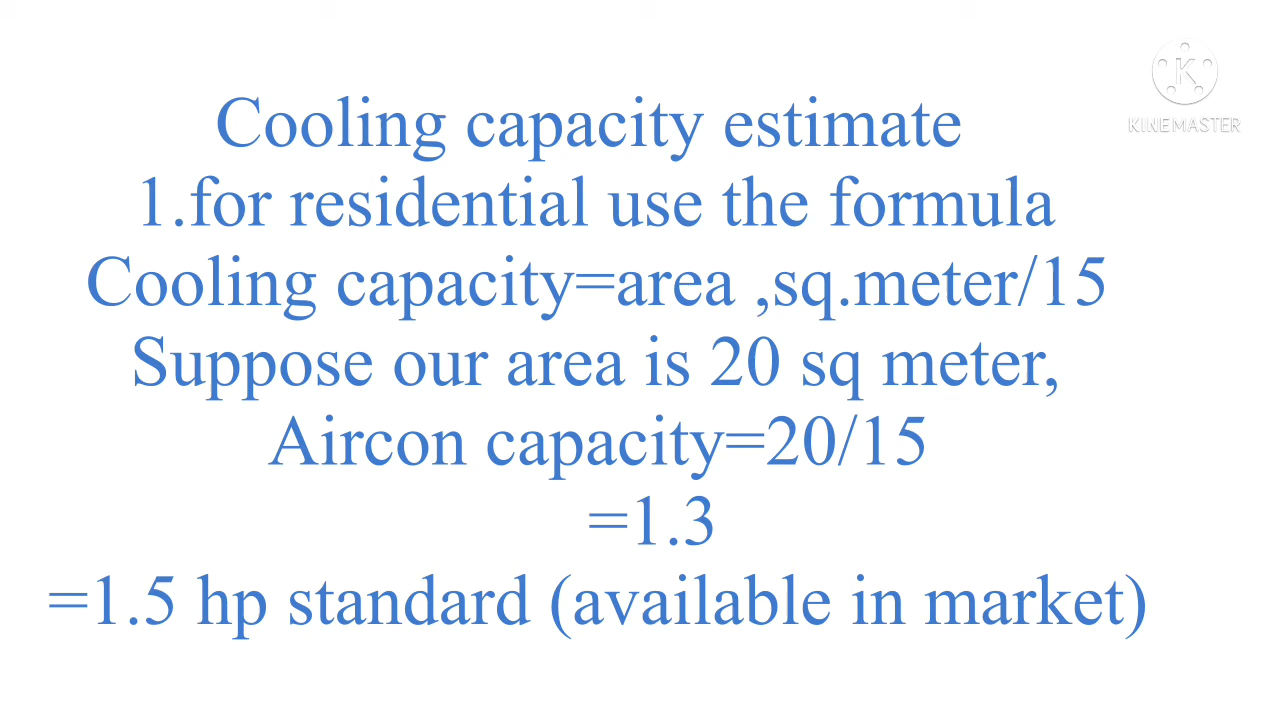 Cooling capacity estimate
1.for residential use the formula
Cooling capacity=area ,sq.meter/15
Suppose our area is 20 sq meter,
Aircon capacity=20/15
=1.3
=1.5 hp standard (available in market)
K
KINEMASTER